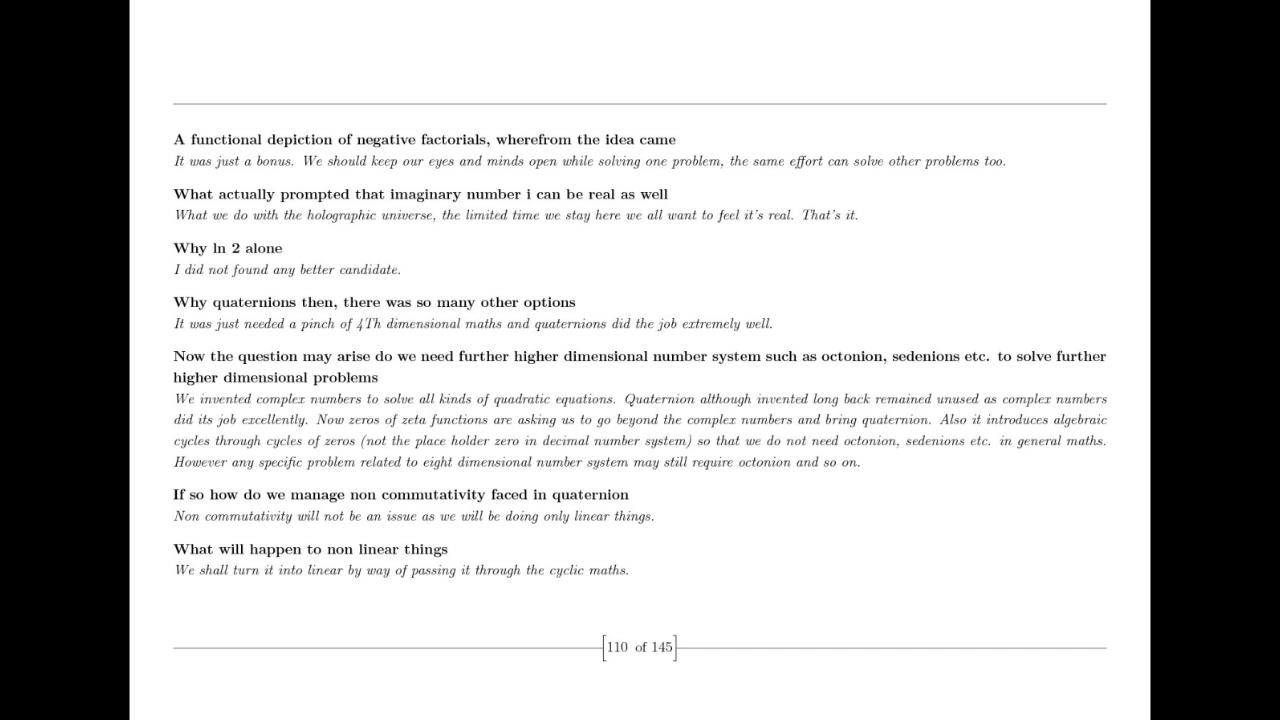 A functional depiction of negative factorials, wherefrom the idea came
It was just a bonus. We should keep our eyes and minds open while solving one problem, the same effort can solve other problems too.
What actually prompted that imaginary number i can be real as well
What we do with the holographic universe, the limited time we stay here we all want to feel it's real. That's it.
Why ln 2 alone
I did not found any better candidate.
Why quaternions then, there was so many other options
It was just needed a pinch of 4Th dimensional maths and quaternions did the job extremely well.
Now the question may arise do we need further higher dimensional number system such as octonion, sedenions etc. to solve further
higher dimensional problems
We invented complex numbers to solve all kinds of quadratic equations. Quaternion although invented long back remained unused as complex numbers
did its job excellently. Now zeros of zeta functions are asking us to go beyond the complex numbers and bring quaternion. Also it introduces algebraic
cycles through cycles of zeros (not the place holder zero in decimal number system) so that we do not need octonion, sedenions etc. in general maths.
However any specific problem related to eight dimensional number system may still require octonion and so on.
If so how do we manage non commutativity faced in quaternion
Non commutativity will not be an issue as we will be doing only linear things.
What will happen to non linear things
We shall turn it into linear by way of passing it through the cyclic maths.
[110 of 145]